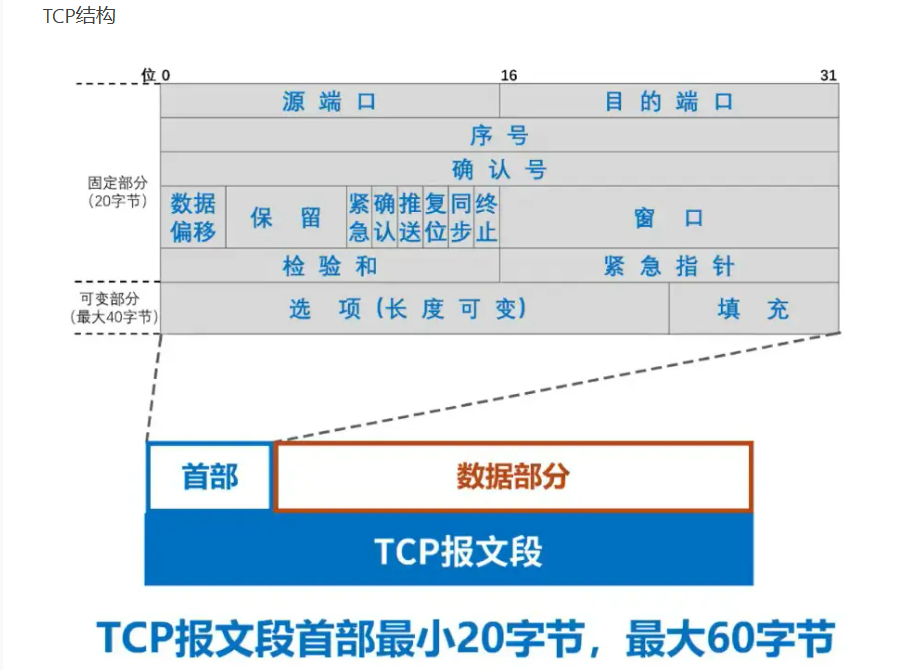 TCP结构
位 0 16 31
源端口 目的端口
序号
确认号
固定部分
（20字节）
数据偏移 保留 紧急 确认 推送 复位 同步 终止 窗口
检验和 紧急指针
可变部分
（最大40字节）
选项(长度可变) 填充
首部 数据部分
TCP报文段
TCP报文段首部最小20字节，最大60字节